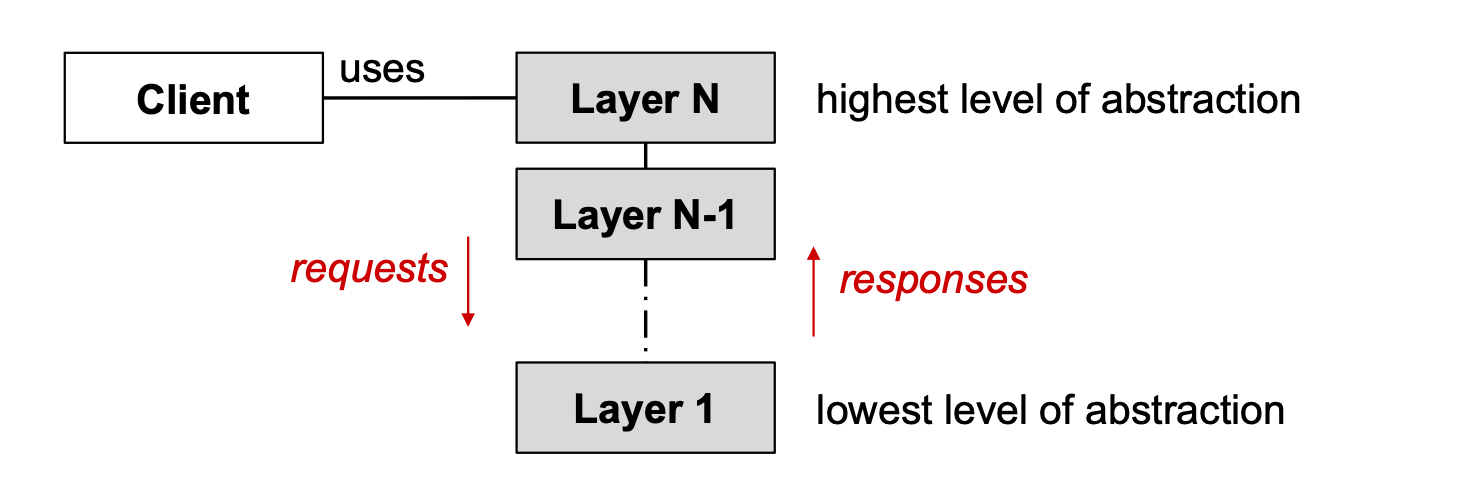 uses
Client
Layer N
highest level of abstraction
Layer N-1
requests
responses
Layer 1
lowest level of abstraction